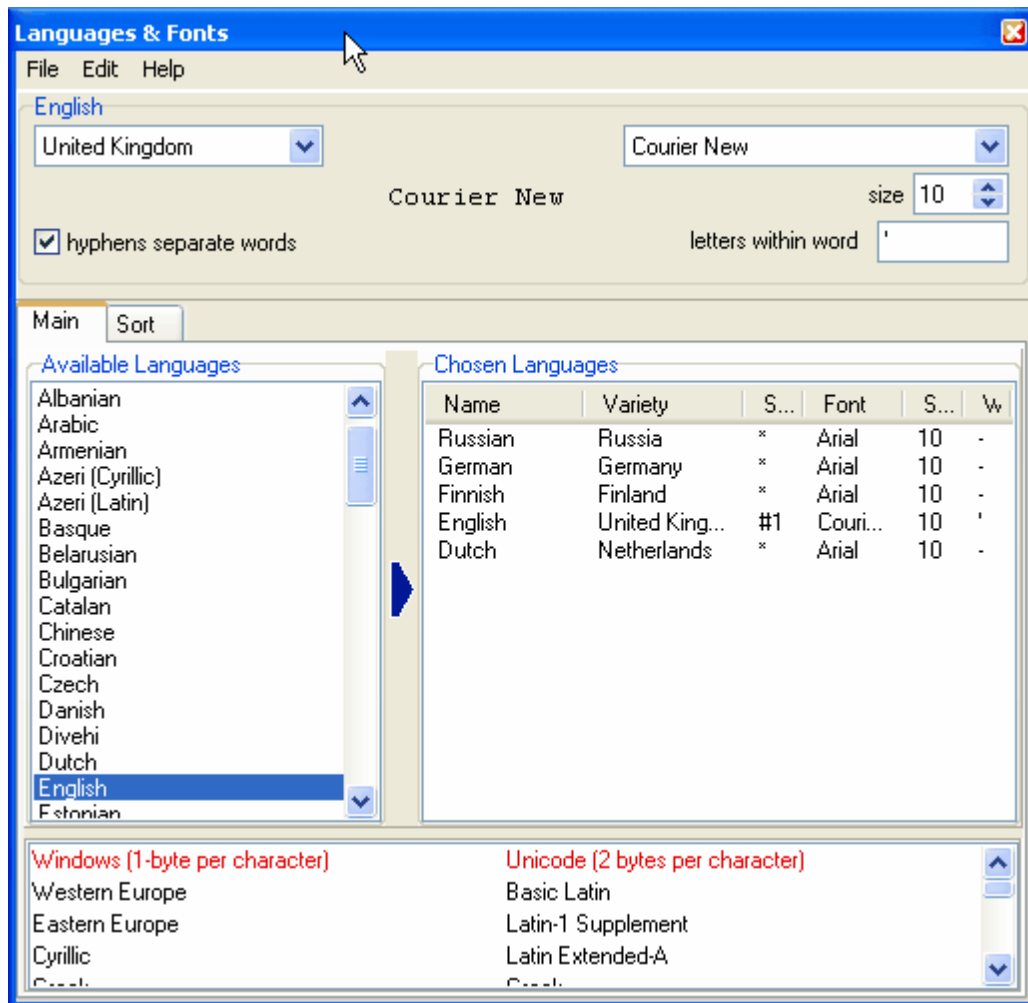 Languages & Fonts
File Edit Help
English
United Kingdom Courier New
Courier New size 10
hyphens separate words letters within word '
Main Sort
Available Languages
Albanian
Arabic
Armenian
Azeri (Cyrillic)
Azeri (Latin)
Basque
Belarusian
Bulgarian
Catalan
Chinese
Croatian
Czech
Danish
Divehi
Dutch
English
Estonian
Chosen Languages
Name Variety S... Font S... W
Russian Russia * Arial 10 -
German Germany * Arial 10 -
Finnish Finland * Arial 10 -
English United King... #1 Couri... 10 '
Dutch Netherlands * Arial 10 -
Windows (1-byte per character) Unicode (2 bytes per character)
Western Europe Basic Latin
Eastern Europe Latin-1 Supplement
Cyrillic Latin Extended-A
Greek Greek